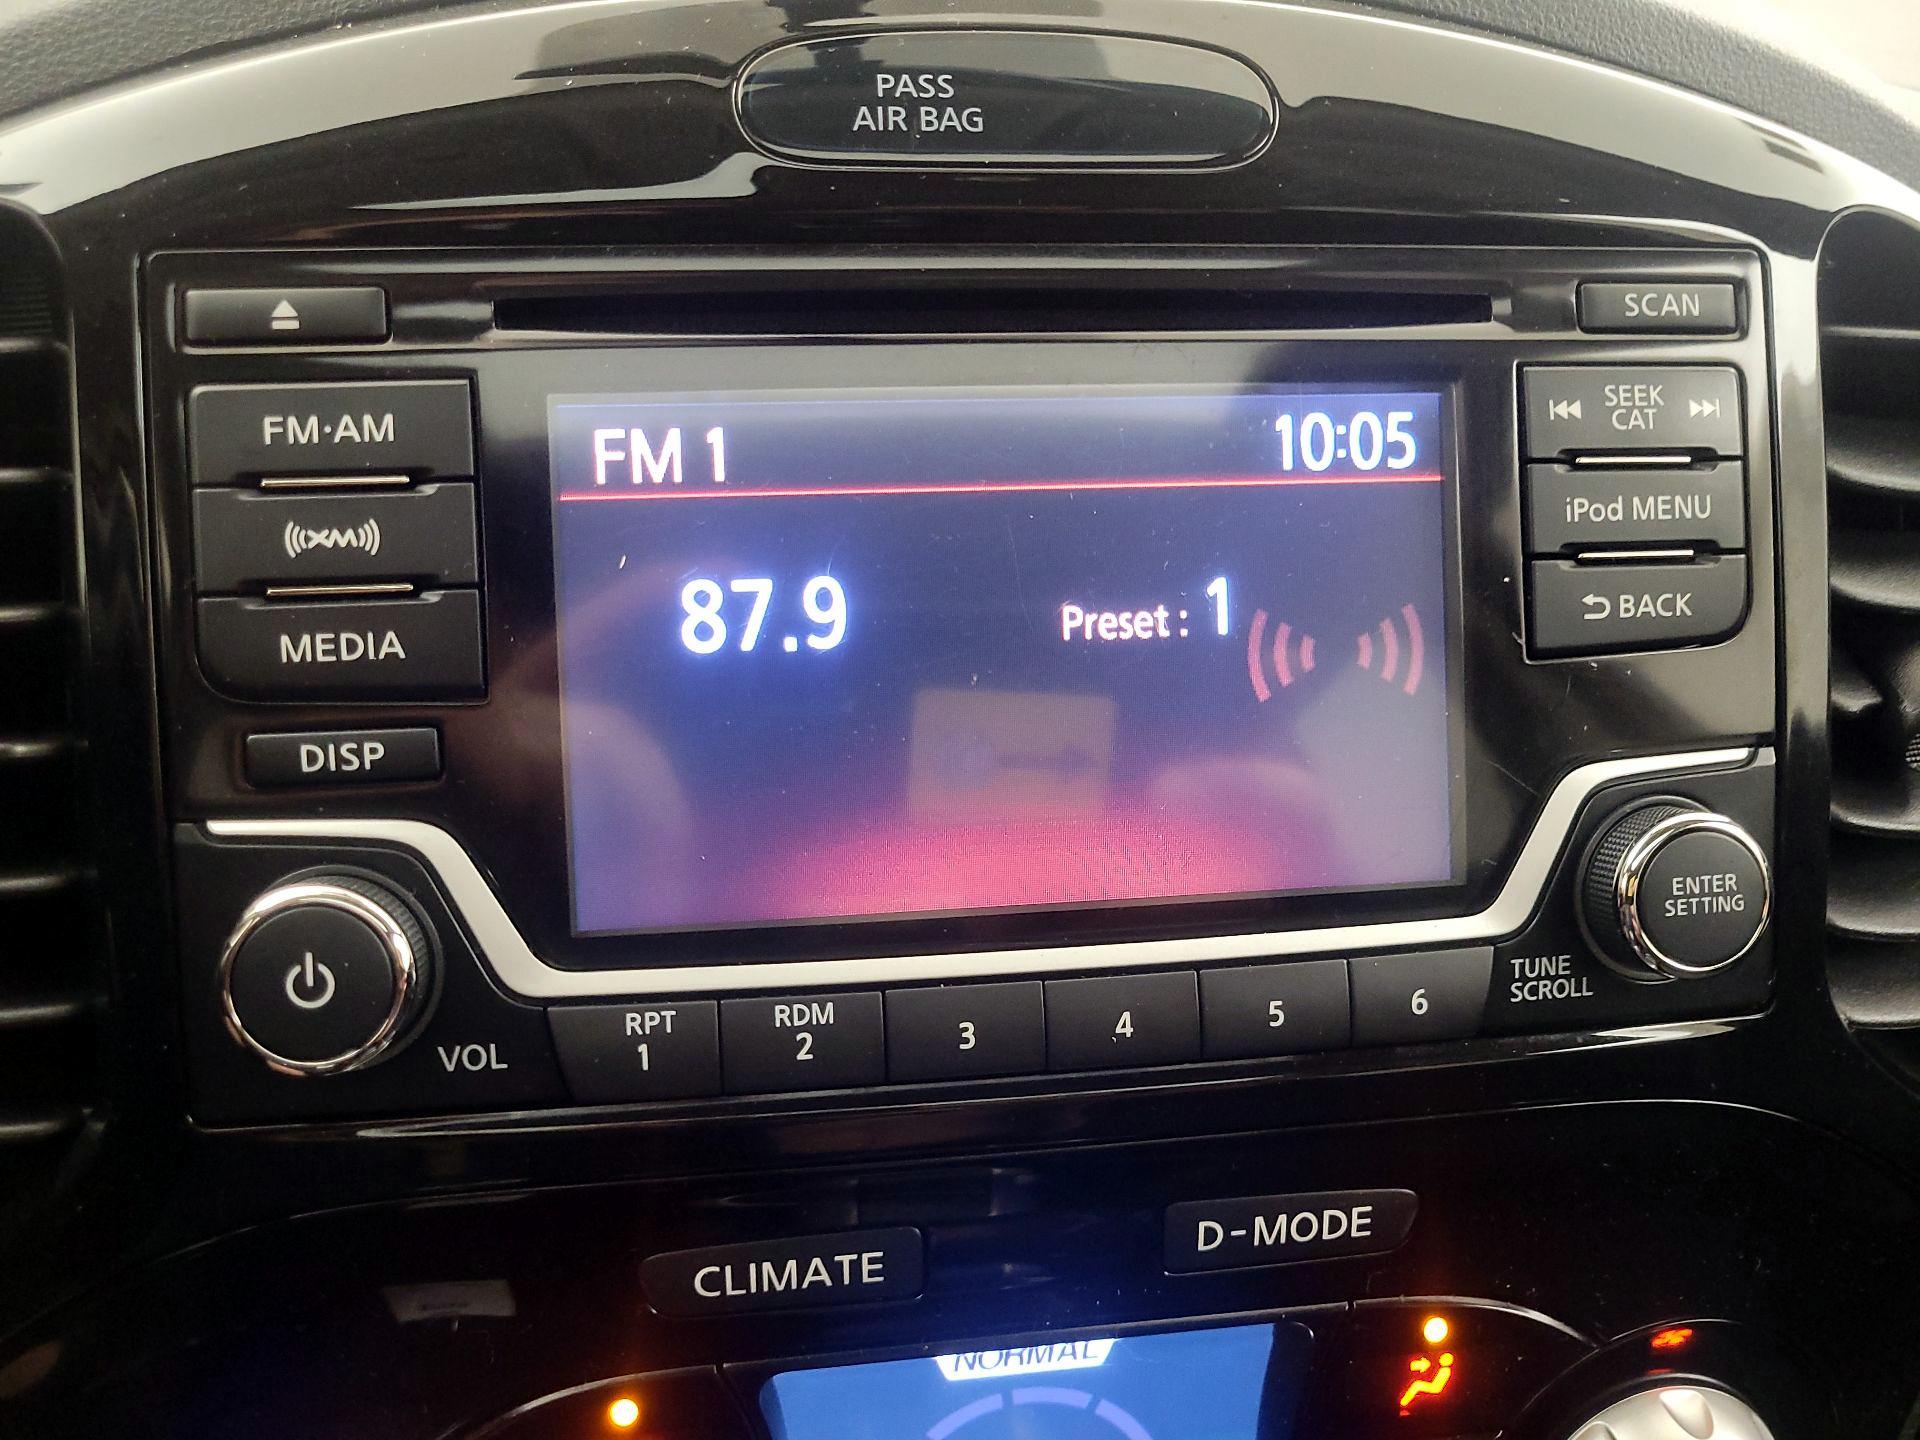 PASS
AIR BAG
SCAN
FM·AM
FM 1
10:05
SEEK
CAT
XM
iPod MENU
87.9
Preset : 1
BACK
MEDIA
DISP
ENTER
SETTING
TUNE
SCROLL
VOL
RPT
1
RDM
2
3
4
5
6
CLIMATE
D-MODE
NORMAL